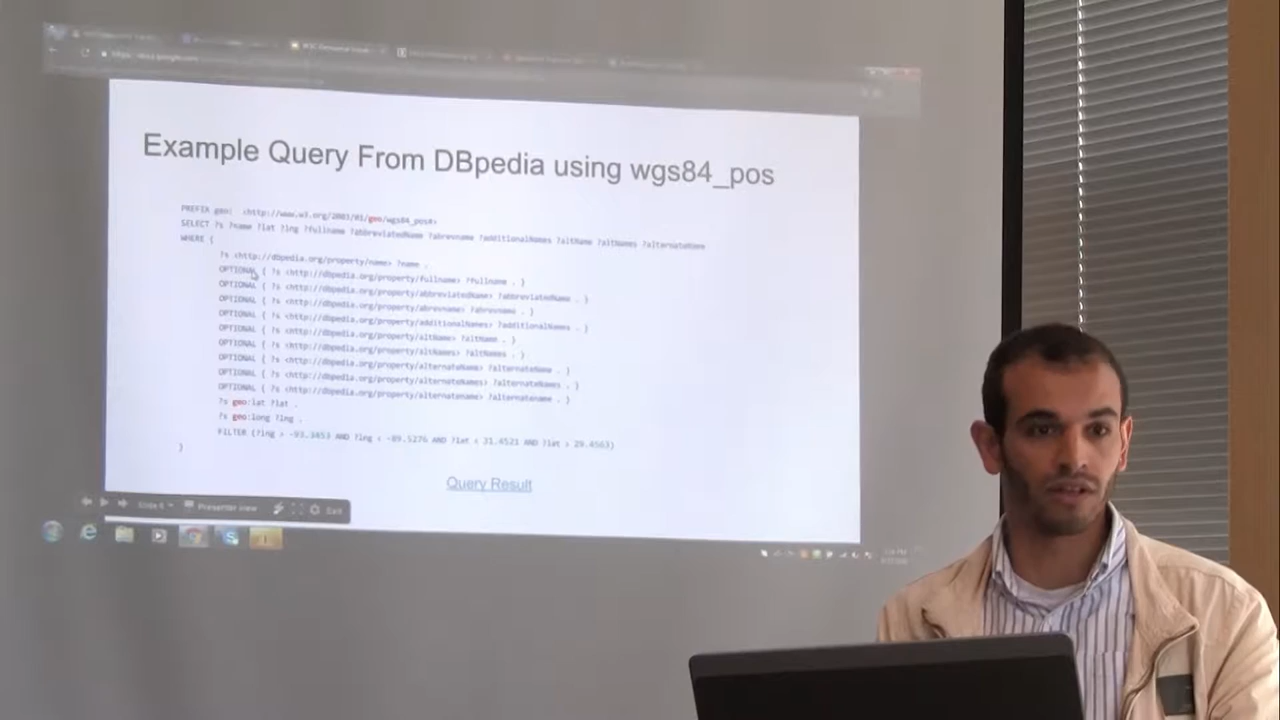 Example Query From DBpedia using wgs84_pos
PREFIX geo: <http://www.w3.org/2003/01/geo/wgs84_pos#>
SELECT ?s ?name ?lat ?lng ?fullname ?abbreviatedName ?abrevname ?additionalNames ?altName ?altNames ?alternateName
WHERE {
?s <http://dbpedia.org/property/name> ?name .
OPTIONAL { ?s <http://dbpedia.org/property/fullname> ?fullname . }
OPTIONAL { ?s <http://dbpedia.org/property/abbreviatedName> ?abbreviatedName . }
OPTIONAL { ?s <http://dbpedia.org/property/abrevname> ?abrevname . }
OPTIONAL { ?s <http://dbpedia.org/property/additionalNames> ?additionalNames . }
OPTIONAL { ?s <http://dbpedia.org/property/altName> ?altName . }
OPTIONAL { ?s <http://dbpedia.org/property/altNames> ?altNames . }
OPTIONAL { ?s <http://dbpedia.org/property/alternateName> ?alternateName . }
OPTIONAL { ?s <http://dbpedia.org/property/alternateNames> ?alternateNames . }
OPTIONAL { ?s <http://dbpedia.org/property/alternatename> ?alternatename . }
?s geo:lat ?lat .
?s geo:long ?lng .
FILTER (?lng > -93.3453 AND ?lng < -89.5276 AND ?lat < 31.4521 AND ?lat > 29.4563)
}
Query Result
Slide 6
Presenter view
Exit